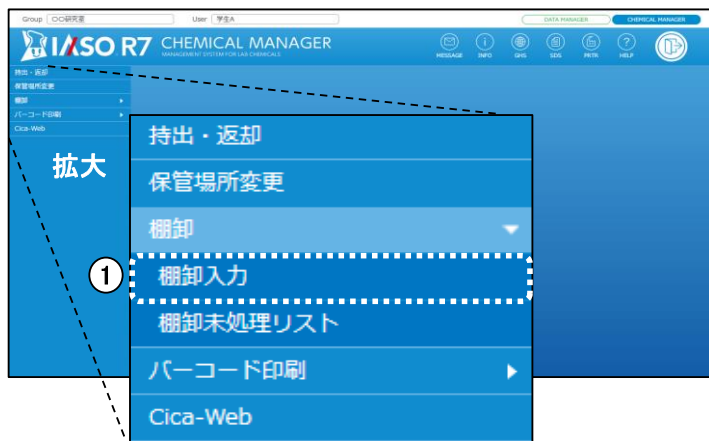 Group 〇〇研究室 User 学生A DATA MANAGER CHEMICAL MANAGER
IASO R7 CHEMICAL MANAGER
MANAGEMENT SYSTEM FOR LAB CHEMICALS
MESSAGE INFO GHS SDS PRTR HELP
持出・返却
保管場所変更
棚卸
バーコード印刷
Cica-Web
拡大
持出・返却
保管場所変更
棚卸
① 棚卸入力
棚卸未処理リスト
バーコード印刷
Cica-Web